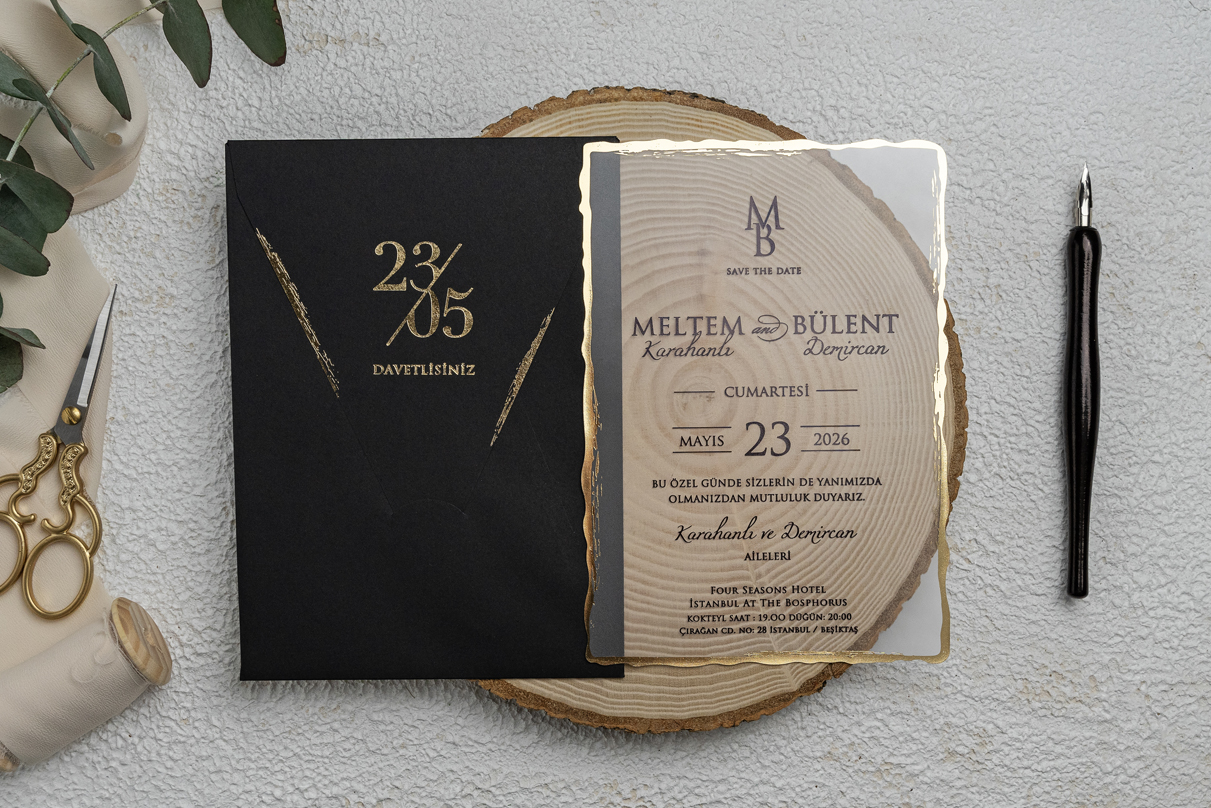 23/
05
DAVETLİSİNİZ
MB
SAVE THE DATE
MELTEM and BÜLENT
Karahanlı Demircan
CUMARTESİ
MAYIS 23 2026
BU ÖZEL GÜNDE SİZLERİN DE YANIMIZDA
OLMANIZDAN MUTLULUK DUYARIZ.
Karahanlı ve Demircan
AİLELERİ
FOUR SEASONS HOTEL
İSTANBUL AT THE BOSPHORUS
KOKTEYL SAAT : 19.00 DÜĞÜN: 20:00
ÇIRAĞAN CD. NO: 28 İSTANBUL / BEŞİKTAŞ